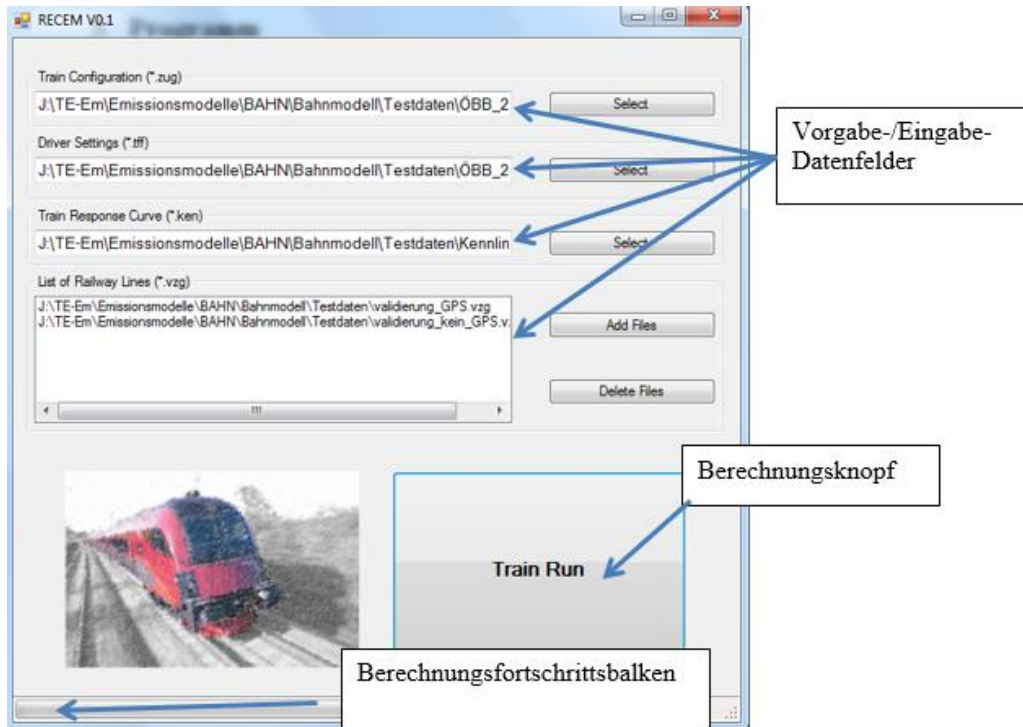 RECEM V0.1
Train Configuration (*.zug)
J:\TE-Em\Emissionsmodelle\BAHN\Bahnmodell\Testdaten\ÖBB_2
Select
Driver Settings (*.tff)
J:\TE-Em\Emissionsmodelle\BAHN\Bahnmodell\Testdaten\ÖBB_2
Select
Train Response Curve (*.ken)
J:\TE-Em\Emissionsmodelle\BAHN\Bahnmodell\Testdaten\Kennlin
Select
List of Railway Lines (*.vzg)
J:\TE-Em\Emissionsmodelle\BAHN\Bahnmodell\Testdaten\validierung_GPS.vzg
J:\TE-Em\Emissionsmodelle\BAHN\Bahnmodell\Testdaten\validierung_kein_GPS.v
Add Files
Delete Files
Vorgabe-/Eingabe-
Datenfelder
Berechnungsknopf
Train Run
Berechnungsfortschrittsbalken